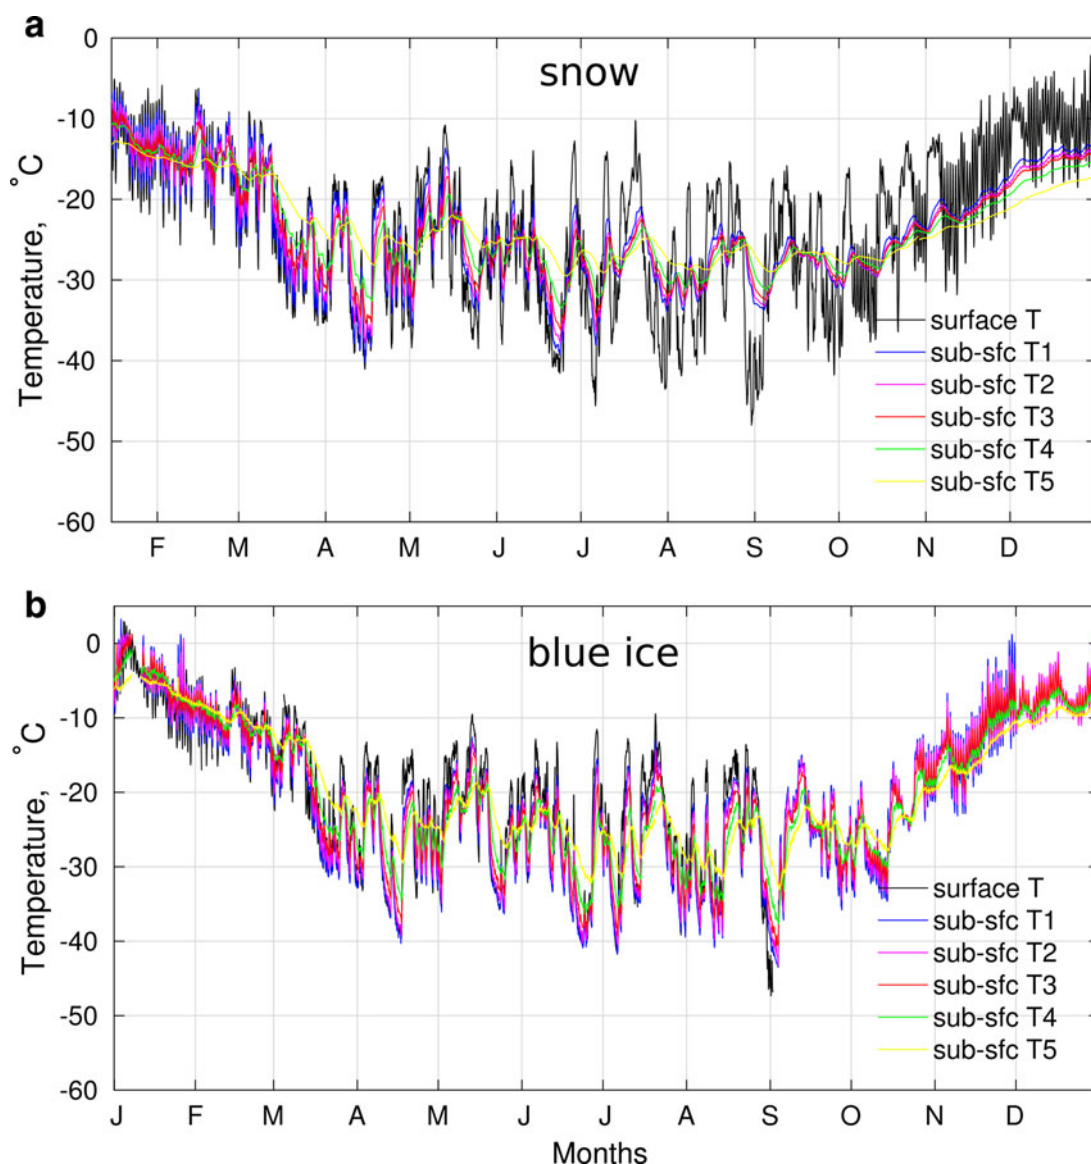 a
snow
Temperature, °C
0
-10
-20
-30
-40
-50
-60
surface T
sub-sfc T1
sub-sfc T2
sub-sfc T3
sub-sfc T4
sub-sfc T5
F M A M J J A S O N D
b
blue ice
Temperature, °C
0
-10
-20
-30
-40
-50
-60
surface T
sub-sfc T1
sub-sfc T2
sub-sfc T3
sub-sfc T4
sub-sfc T5
J F M A M J J A S O N D
Months